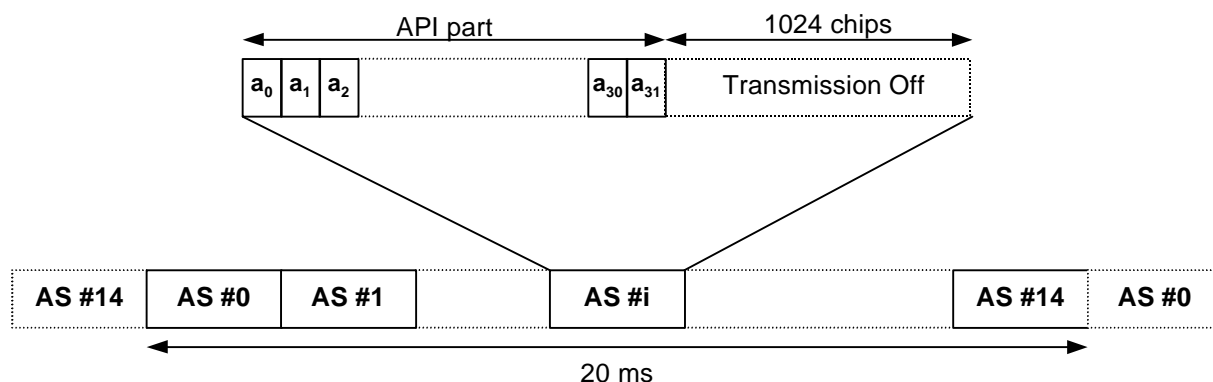 API part 1024 chips
a0 a1 a2 a30 a31 Transmission Off
AS #14 AS #0 AS #1 AS #i AS #14 AS #0
20 ms